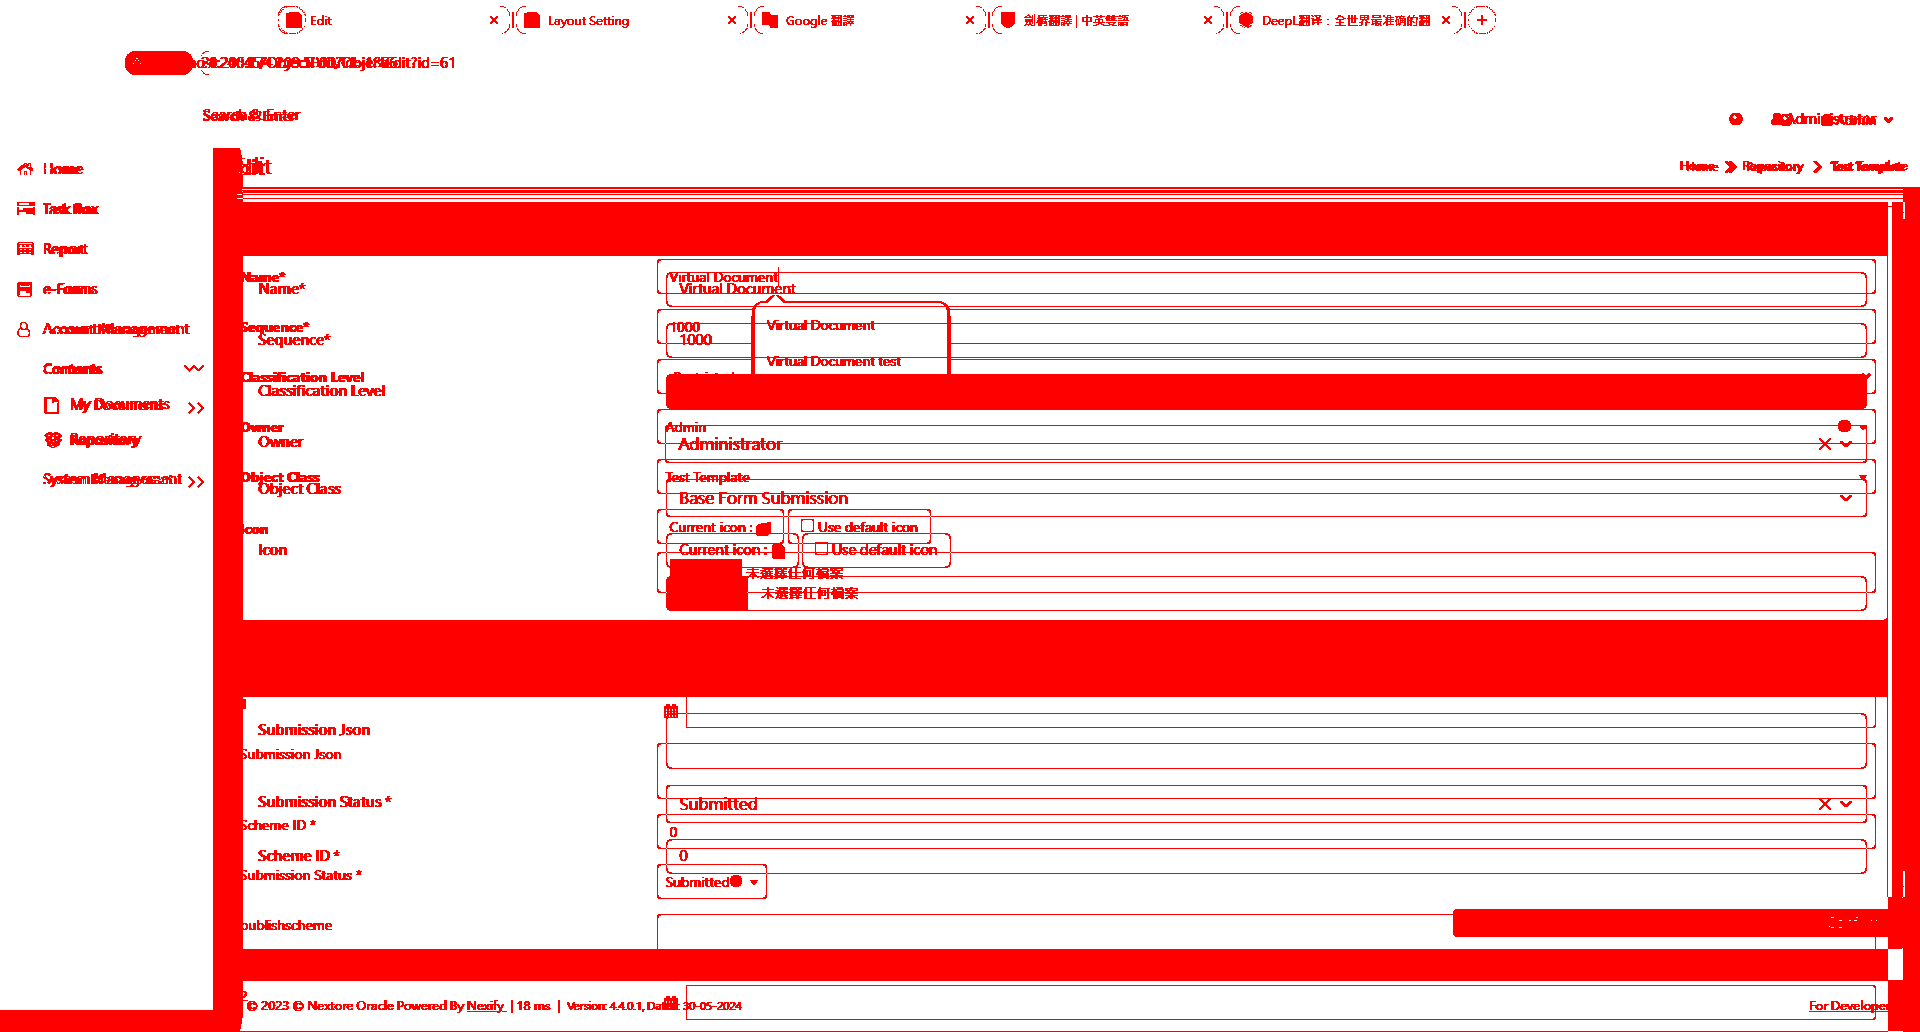 Edit
Layout Setting
Google 翻譯
劍橋翻譯 | 中英雙語
DeepL翻译：全世界最准确的翻
edit?id=61
Enter
Administrator
Home
Repository
Test Template
Home
Report
e-Forms
Account Management
Contents
My Documents
Repository
System Management
Name*
Virtual Document
Name*
Virtual Document
Virtual Document
Sequence*
1000
Sequence*
1000
Virtual Document test
Classification Level
Classification Level
Owner
Admin
Owner
Administrator
Object Class
Test Template
Object Class
Base Form Submission
Icon
Current icon :
Use default icon
Icon
Current icon :
Use default icon
未選擇任何檔案
未選擇任何檔案
Submission Json
Submission Json
Submission Status *
Submitted
Scheme ID *
0
Scheme ID *
0
Submission Status *
Submitted
publishscheme
© 2023 © Nextore Oracle Powered By Nexify | 18 ms | Version: 4.4.0.1, Dated: 30-05-2024
For Developer